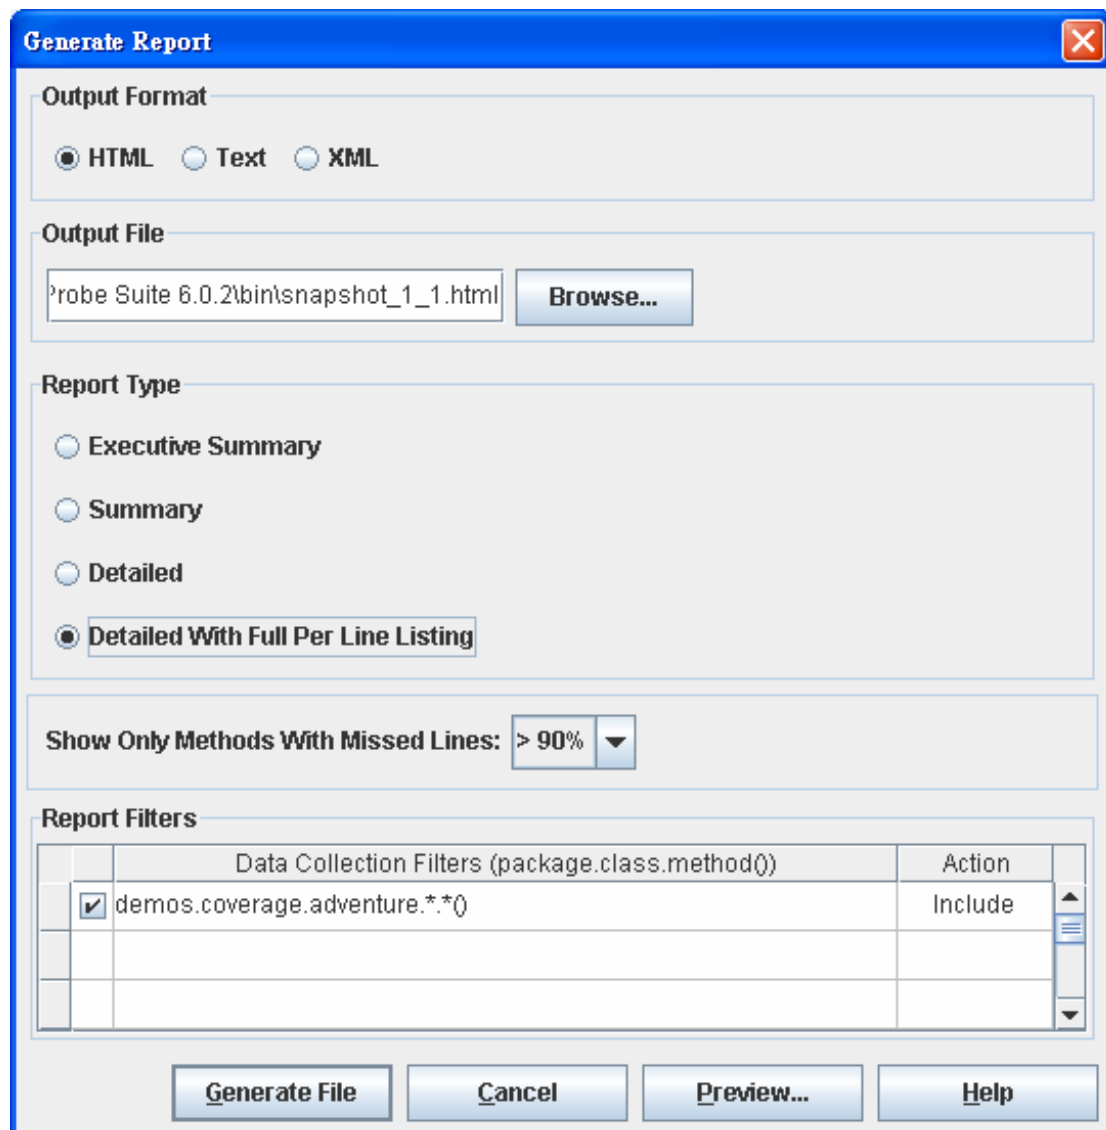 Generate Report
Output Format
HTML Text XML
Output File
Probe Suite 6.0.2\bin\snapshot_1_1.html Browse...
Report Type
Executive Summary
Summary
Detailed
Detailed With Full Per Line Listing
Show Only Methods With Missed Lines: > 90%
Report Filters
Data Collection Filters (package.class.method()) Action
demos.coverage.adventure.*.*() Include
Generate File Cancel Preview... Help